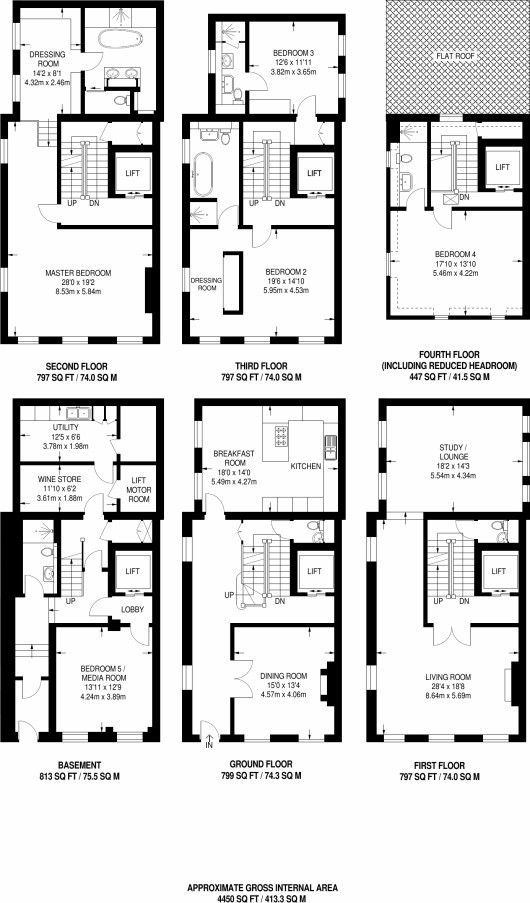 DRESSING
ROOM
14'2 x 8'1
4.32m x 2.46m
LIFT
UP
DN
MASTER BEDROOM
28'0 x 19'2
8.53m x 5.84m
SECOND FLOOR
797 SQ FT / 74.0 SQ M
BEDROOM 3
12'6 x 11'11
3.82m x 3.65m
LIFT
UP
DN
DRESSING
ROOM
BEDROOM 2
19'6 x 14'10
5.95m x 4.53m
THIRD FLOOR
797 SQ FT / 74.0 SQ M
FLAT ROOF
LIFT
DN
BEDROOM 4
17'10 x 13'10
5.46m x 4.22m
FOURTH FLOOR
(INCLUDING REDUCED HEADROOM)
447 SQ FT / 41.5 SQ M
UTILITY
12'5 x 6'6
3.78m x 1.98m
WINE STORE
11'10 x 6'2
3.61m x 1.88m
LIFT
MOTOR
ROOM
LIFT
UP
LOBBY
BEDROOM 5 /
MEDIA ROOM
13'11 x 12'9
4.24m x 3.89m
BASEMENT
813 SQ FT / 75.5 SQ M
BREAKFAST
ROOM
18'0 x 14'0
5.49m x 4.27m
KITCHEN
LIFT
UP
DN
DINING ROOM
15'0 x 13'4
4.57m x 4.06m
IN
GROUND FLOOR
799 SQ FT / 74.3 SQ M
STUDY /
LOUNGE
18'2 x 14'3
5.54m x 4.34m
LIFT
UP
DN
LIVING ROOM
28'4 x 18'8
8.64m x 5.69m
FIRST FLOOR
797 SQ FT / 74.0 SQ M
APPROXIMATE GROSS INTERNAL AREA
4450 SQ FT / 413.3 SQ M